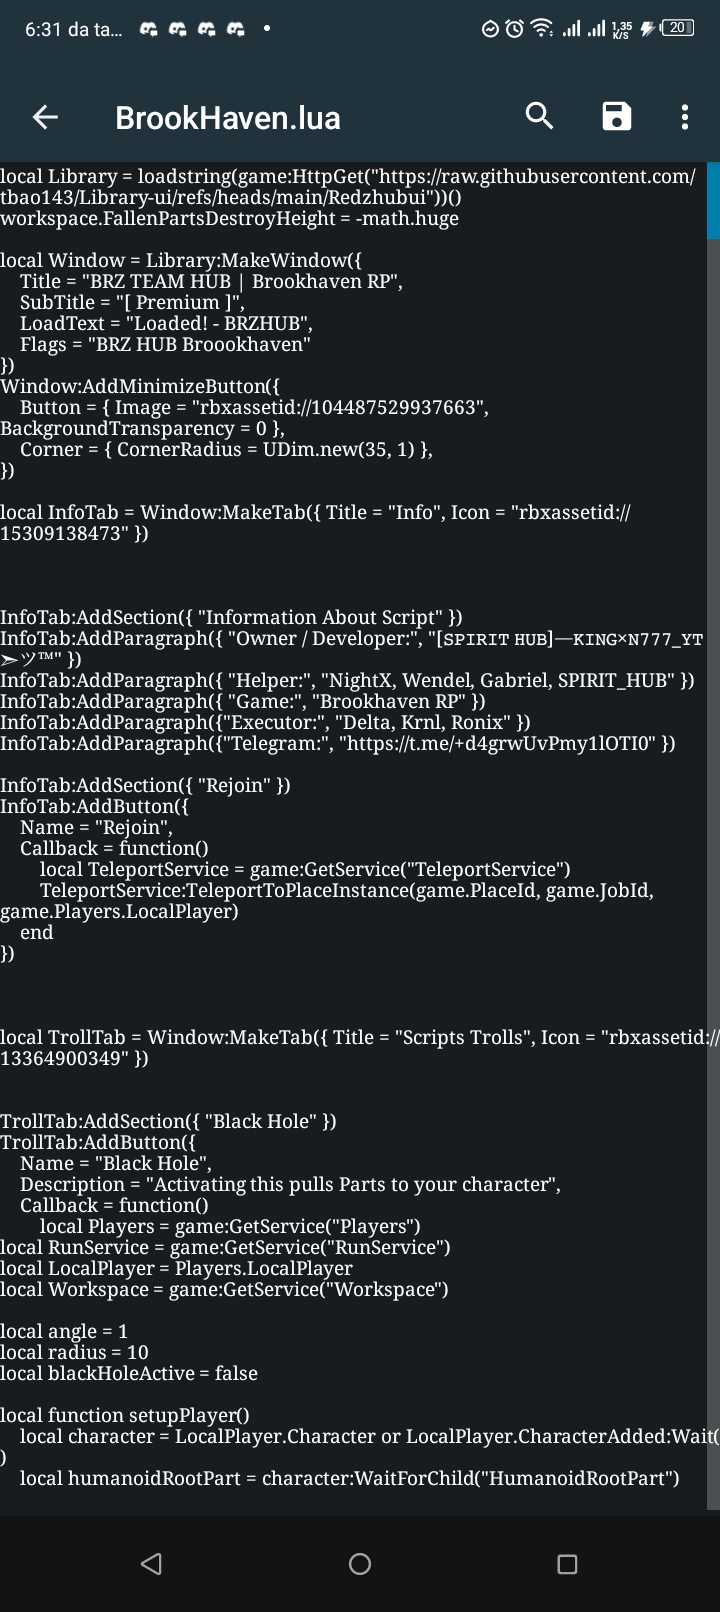 6:31 da ta...
1,35
K/S
20
BrookHaven.lua
local Library = loadstring(game:HttpGet("https://raw.githubusercontent.com/
tbao143/Library-ui/refs/heads/main/Redzhubui"))()
workspace.FallenPartsDestroyHeight = -math.huge
local Window = Library:MakeWindow({
    Title = "BRZ TEAM HUB | Brookhaven RP",
    SubTitle = "[ Premium ]",
    LoadText = "Loaded! - BRZHUB",
    Flags = "BRZ HUB Broookhaven"
})
Window:AddMinimizeButton({
    Button = { Image = "rbxassetid://104487529937663",
BackgroundTransparency = 0 },
    Corner = { CornerRadius = UDim.new(35, 1) },
})
local InfoTab = Window:MakeTab({ Title = "Info", Icon = "rbxassetid://
15309138473" })
InfoTab:AddSection({ "Information About Script" })
InfoTab:AddParagraph({ "Owner / Developer:", "[ꜱᴘɪʀɪᴛ ʜᴜʙ]—ᴋɪɴɢ×ɴ777_ʏᴛ
➣ツ™" })
InfoTab:AddParagraph({ "Helper:", "NightX, Wendel, Gabriel, SPIRIT_HUB" })
InfoTab:AddParagraph({ "Game:", "Brookhaven RP" })
InfoTab:AddParagraph({"Executor:", "Delta, Krnl, Ronix" })
InfoTab:AddParagraph({"Telegram:", "https://t.me/+d4grwUvPmy1lOTI0" })
InfoTab:AddSection({ "Rejoin" })
InfoTab:AddButton({
    Name = "Rejoin",
    Callback = function()
        local TeleportService = game:GetService("TeleportService")
        TeleportService:TeleportToPlaceInstance(game.PlaceId, game.JobId,
game.Players.LocalPlayer)
    end
})
local TrollTab = Window:MakeTab({ Title = "Scripts Trolls", Icon = "rbxassetid://
13364900349" })
TrollTab:AddSection({ "Black Hole" })
TrollTab:AddButton({
    Name = "Black Hole",
    Description = "Activating this pulls Parts to your character",
    Callback = function()
        local Players = game:GetService("Players")
local RunService = game:GetService("RunService")
local LocalPlayer = Players.LocalPlayer
local Workspace = game:GetService("Workspace")
local angle = 1
local radius = 10
local blackHoleActive = false
local function setupPlayer()
    local character = LocalPlayer.Character or LocalPlayer.CharacterAdded:Wait(
)
    local humanoidRootPart = character:WaitForChild("HumanoidRootPart")